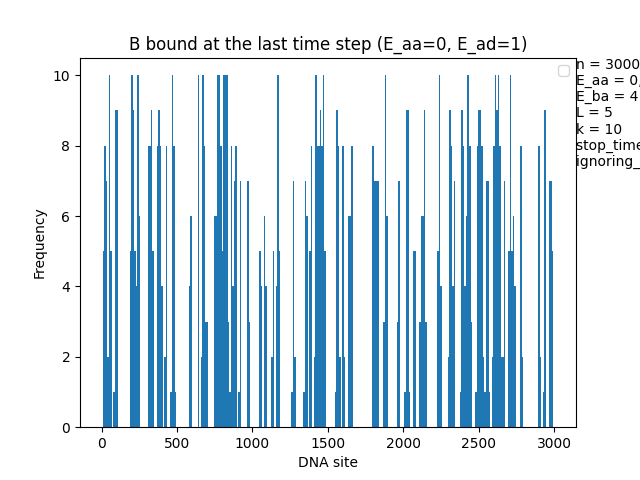 B bound at the last time step (E_aa=0, E_ad=1)
n = 3000
E_aa = 0,
E_ba = 4
L = 5
k = 10
stop_time
ignoring_
10
8
6
4
2
0
Frequency
0 500 1000 1500 2000 2500 3000
DNA site